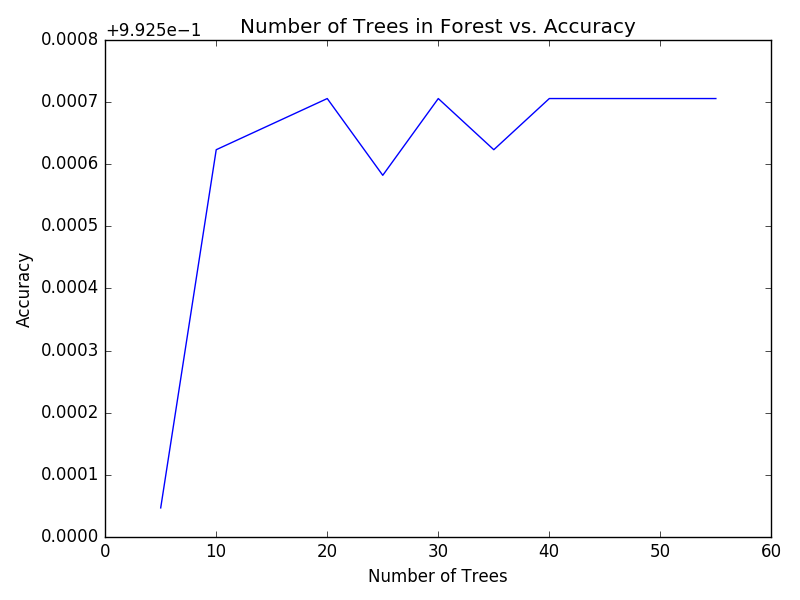 Number of Trees in Forest vs. Accuracy
+9.925e−1
0.0008
0.0007
0.0006
0.0005
0.0004
0.0003
0.0002
0.0001
0.0000
Accuracy
0 10 20 30 40 50 60
Number of Trees